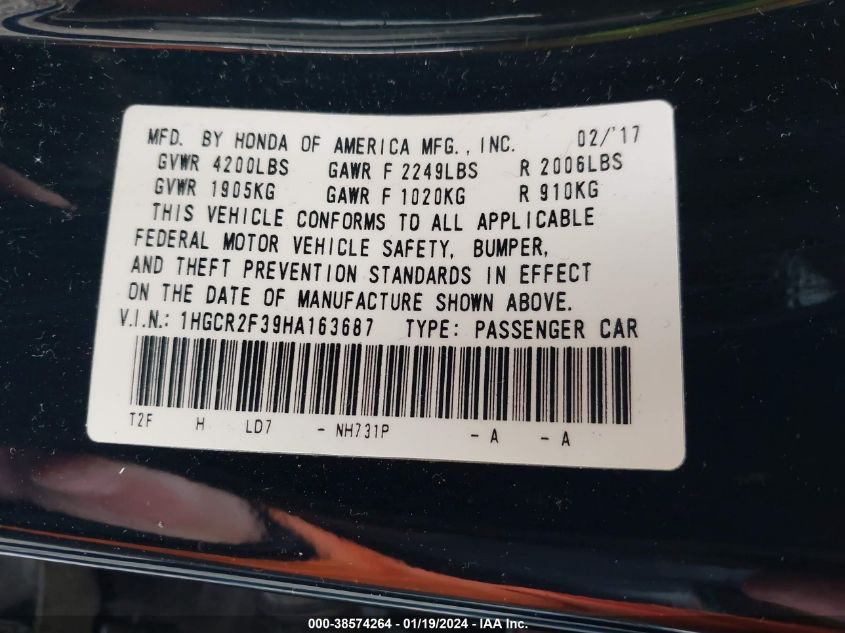 MFD. BY HONDA OF AMERICA MFG., INC. 02/'17
GVWR 4200LBS GAWR F 2249LBS R 2006LBS
GVWR 1905KG GAWR F 1020KG R 910KG
THIS VEHICLE CONFORMS TO ALL APPLICABLE
FEDERAL MOTOR VEHICLE SAFETY, BUMPER,
AND THEFT PREVENTION STANDARDS IN EFFECT
ON THE DATE OF MANUFACTURE SHOWN ABOVE.
V.I.N.: 1HGCR2F39HA163687 TYPE: PASSENGER CAR
T2F H LD7 - NH731P - A - A
000-38574264 - 01/19/2024 - IAA Inc.